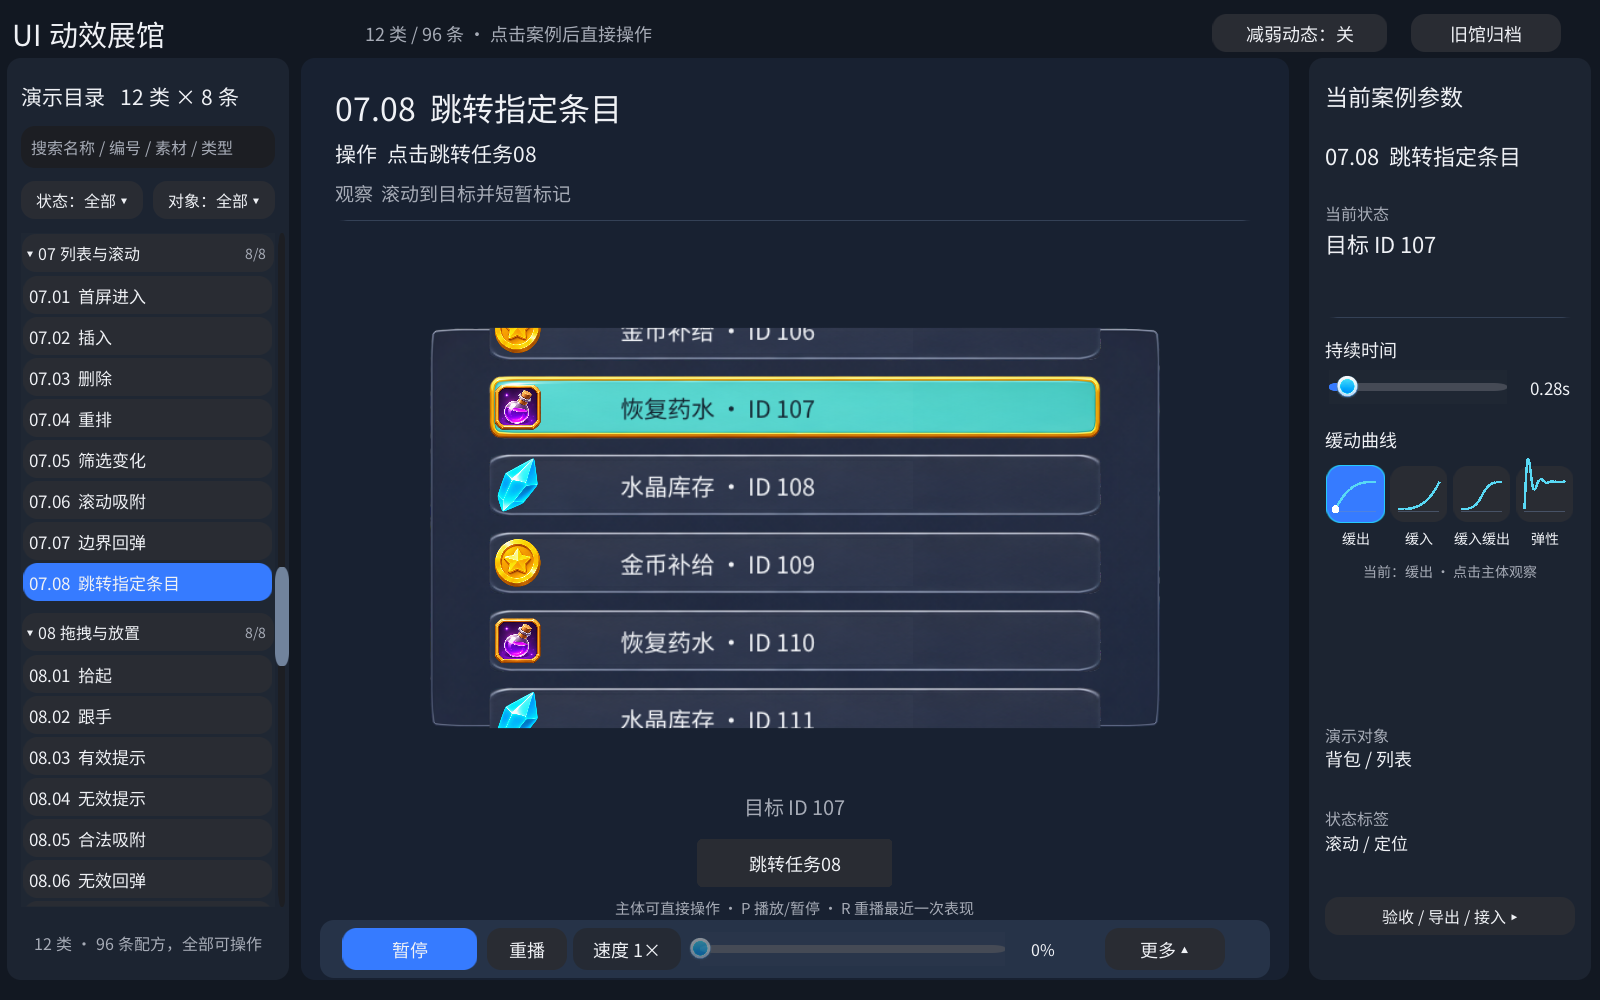 UI 动效展馆
12 类 / 96 条 · 点击案例后直接操作
减弱动态：关
旧馆归档
演示目录 12 类 × 8 条
搜索名称 / 编号 / 素材 / 类型
状态：全部 ▾
对象：全部 ▾
▾ 07 列表与滚动 8/8
07.01 首屏进入
07.02 插入
07.03 删除
07.04 重排
07.05 筛选变化
07.06 滚动吸附
07.07 边界回弹
07.08 跳转指定条目
▾ 08 拖拽与放置 8/8
08.01 拾起
08.02 跟手
08.03 有效提示
08.04 无效提示
08.05 合法吸附
08.06 无效回弹
12 类 · 96 条配方，全部可操作
07.08 跳转指定条目
操作 点击跳转任务08
观察 滚动到目标并短暂标记
金币补给 · ID 106
恢复药水 · ID 107
水晶库存 · ID 108
金币补给 · ID 109
恢复药水 · ID 110
水晶库存 · ID 111
目标 ID 107
跳转任务08
主体可直接操作 · P 播放/暂停 · R 重播最近一次表现
暂停
重播
速度 1×
0%
更多 ▴
当前案例参数
07.08 跳转指定条目
当前状态
目标 ID 107
持续时间
0.28s
缓动曲线
缓出
缓入
缓入缓出
弹性
当前：缓出 · 点击主体观察
演示对象
背包 / 列表
状态标签
滚动 / 定位
验收 / 导出 / 接入 ▸